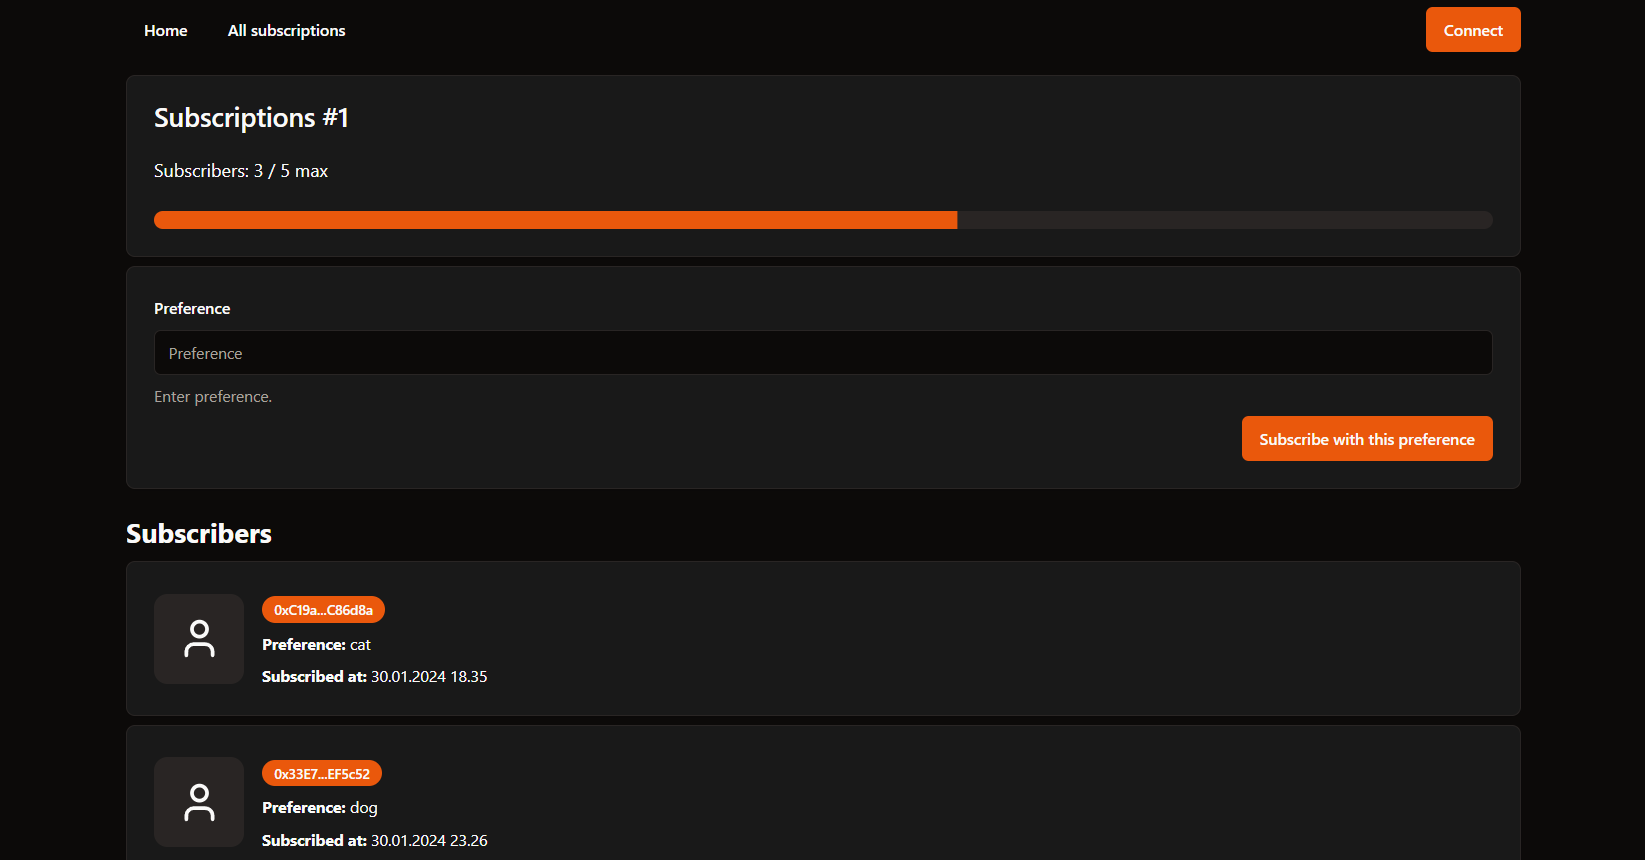 Home All subscriptions Connect
Subscriptions #1
Subscribers: 3 / 5 max
Preference
Preference
Enter preference.
Subscribe with this preference
Subscribers
0xC19a...C86d8a
Preference: cat
Subscribed at: 30.01.2024 18.35
0x33E7...EF5c52
Preference: dog
Subscribed at: 30.01.2024 23.26